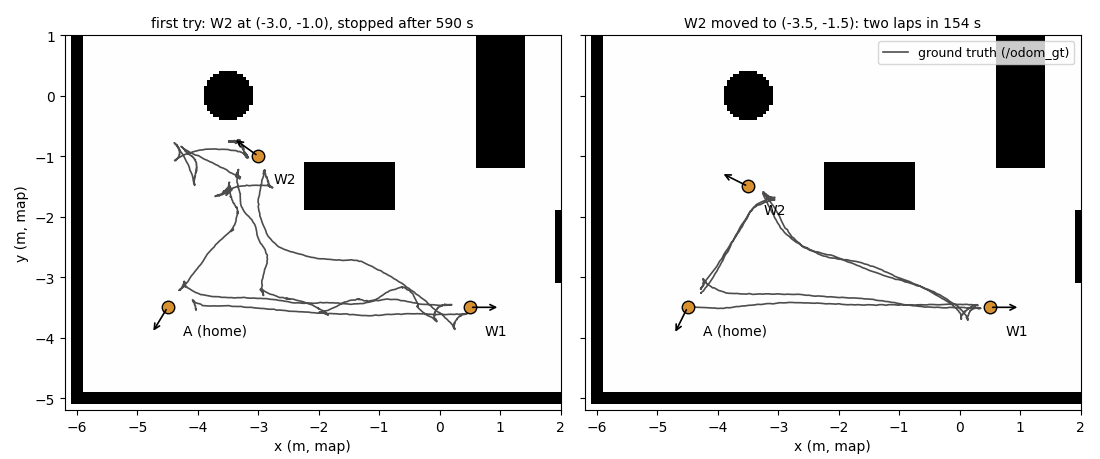 first try: W2 at (-3.0, -1.0), stopped after 590 s
1
0
−1
−2
−3
−4
−5
y (m, map)
W2
A (home)
W1
−6 −5 −4 −3 −2 −1 0 1 2
x (m, map)
W2 moved to (-3.5, -1.5): two laps in 154 s
ground truth (/odom_gt)
W2
A (home)
W1
−6 −5 −4 −3 −2 −1 0 1 2
x (m, map)